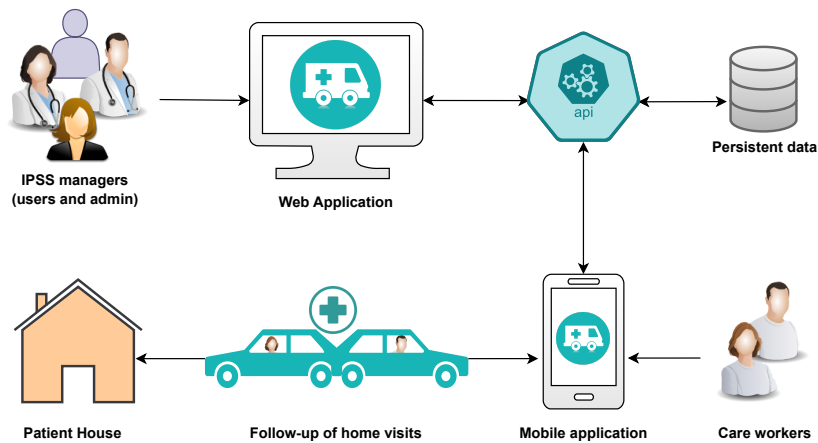 api
Persistent data
IPSS managers
(users and admin)
Web Application
Patient House
Follow-up of home visits
Mobile application
Care workers